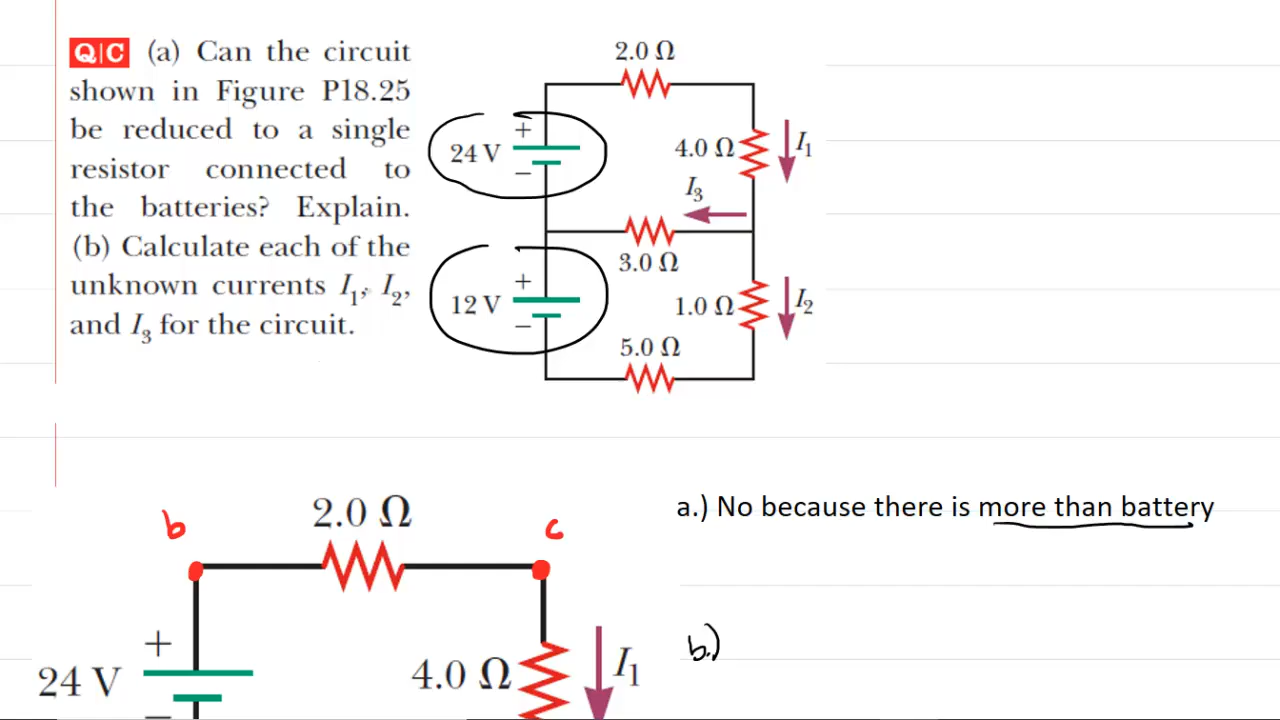 Q|C (a) Can the circuit
shown in Figure P18.25
be reduced to a single
resistor connected to
the batteries? Explain.
(b) Calculate each of the
unknown currents I₁, I₂,
and I₃ for the circuit.
2.0 Ω
+
24 V
−
4.0 Ω
I₁
I₃
3.0 Ω
+
12 V
−
1.0 Ω
I₂
5.0 Ω
a.) No because there is more than battery
b
2.0 Ω
c
b.)
+
24 V
−
4.0 Ω
I₁